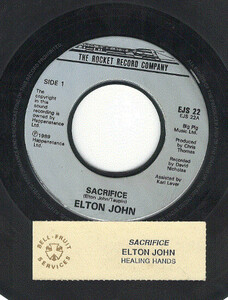 THE ROCKET RECORD COMPANY
SIDE 1
The
copyright in
this sound
recording is
owned by
Happenstance
Ltd.
℗ 1989
Happenstance
Ltd.
EJS 22
EJS 22A
Big Pig
Music Ltd.
Produced by
Chris
Thomas
Recorded by
David
Nicholas
Assisted by
Karl Lever
SACRIFICE
(Elton John/Taupin)
ELTON JOHN
BELL-FRUIT
SERVICES
SACRIFICE
ELTON JOHN
HEALING HANDS